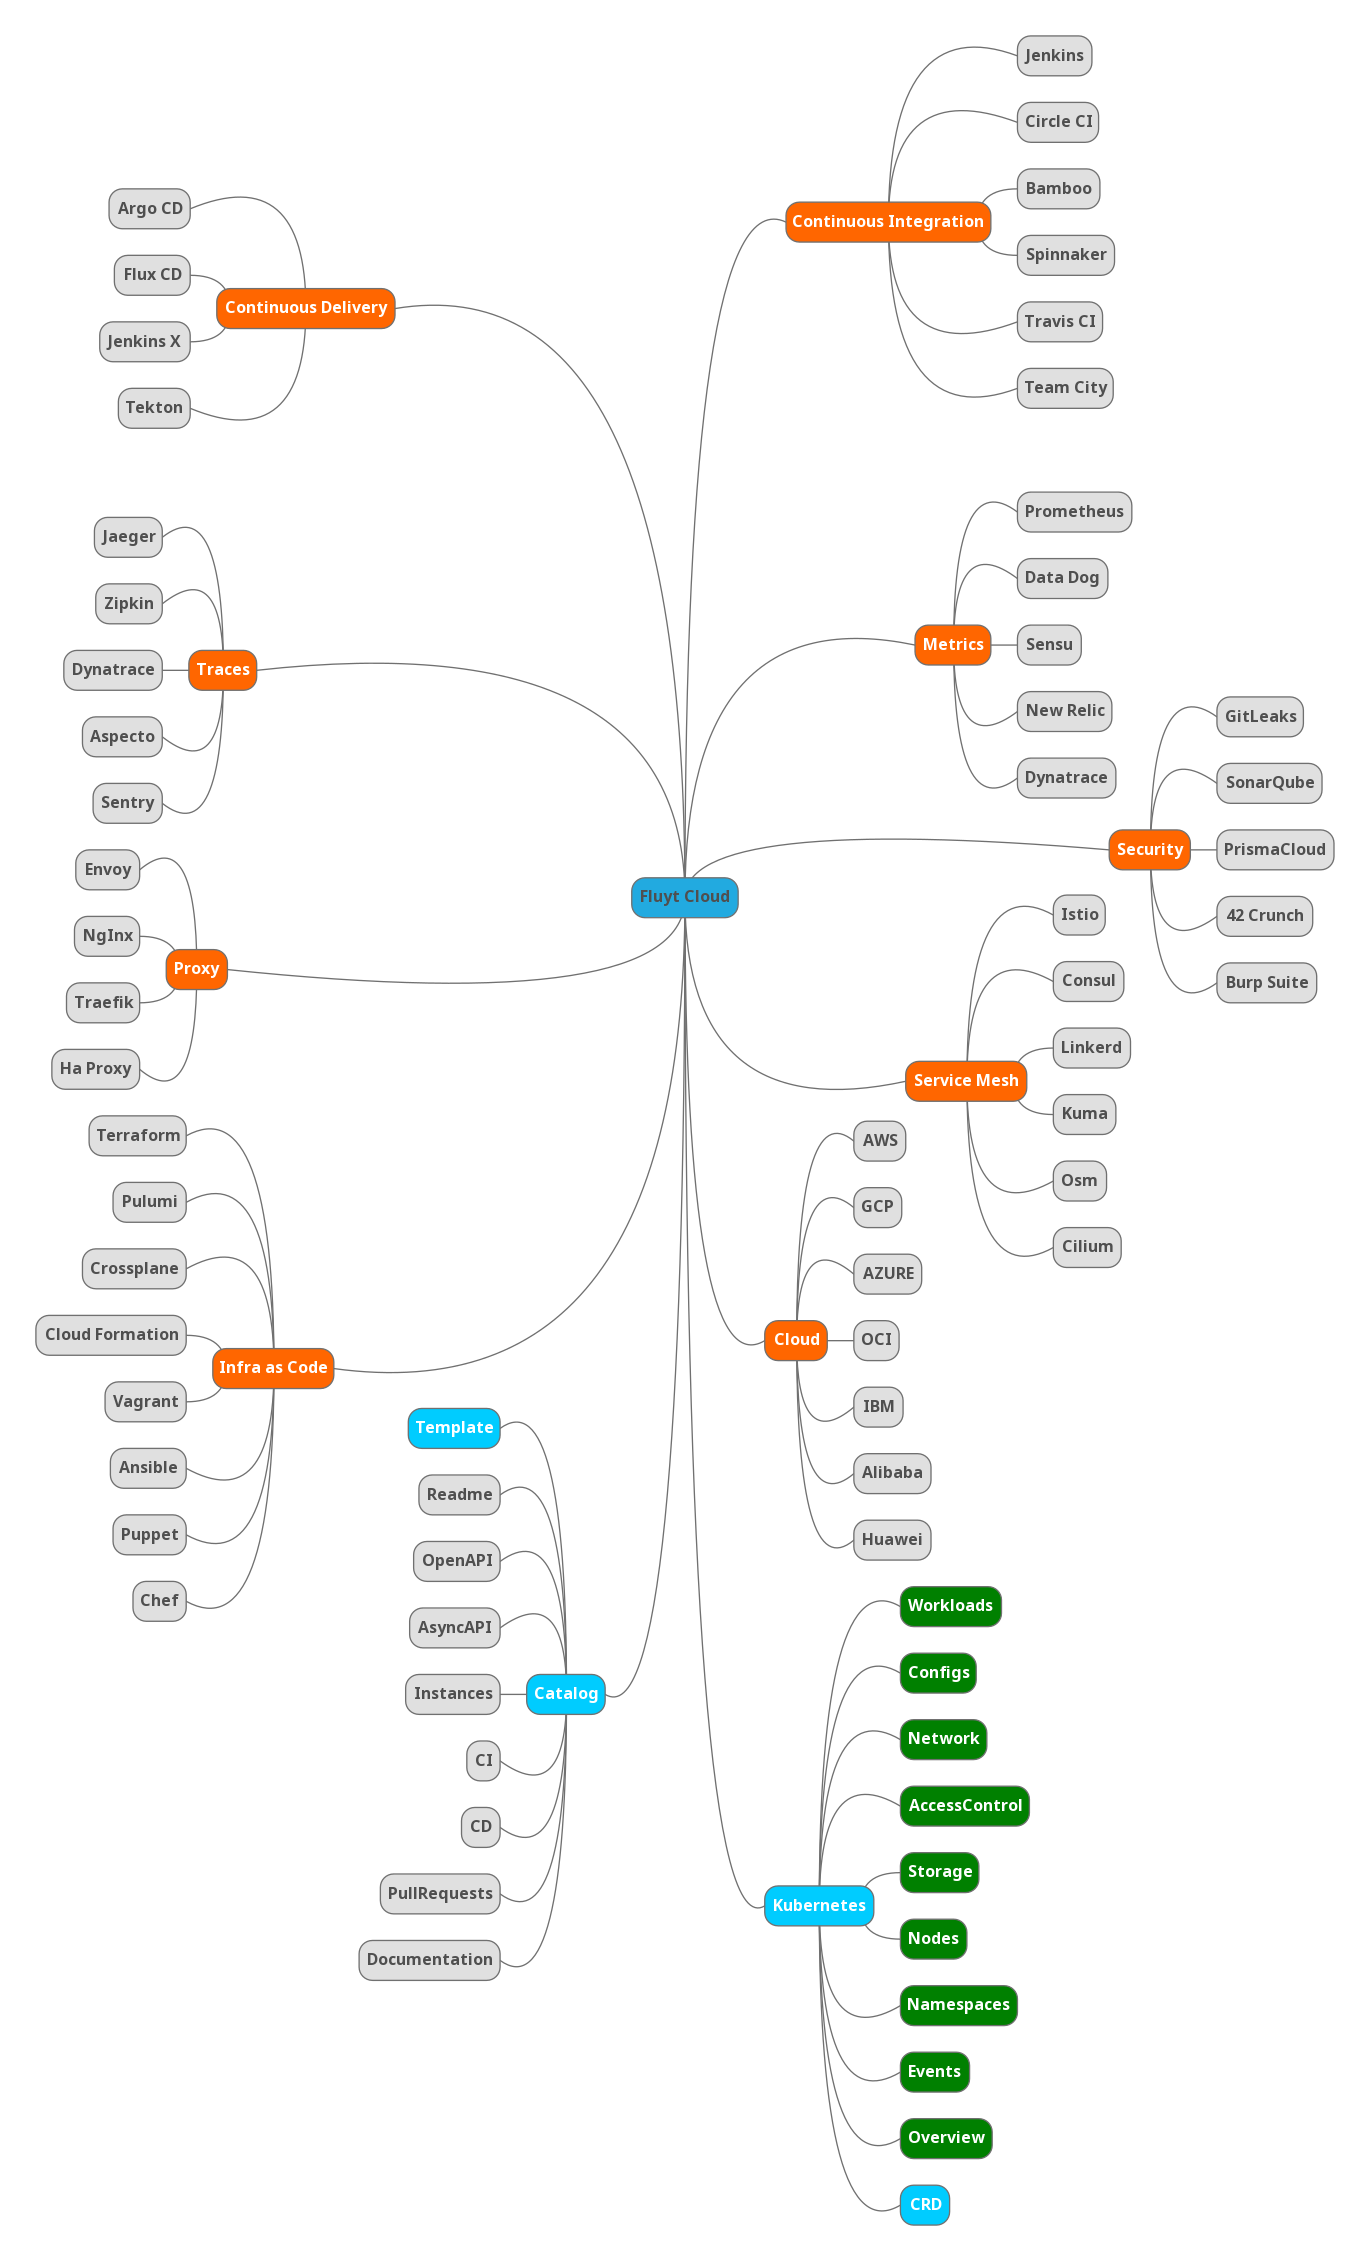 Fluyt Cloud
Continuous Integration
Jenkins
Circle CI
Bamboo
Spinnaker
Travis CI
Team City
Metrics
Prometheus
Data Dog
Sensu
New Relic
Dynatrace
Security
GitLeaks
SonarQube
PrismaCloud
42 Crunch
Burp Suite
Service Mesh
Istio
Consul
Linkerd
Kuma
Osm
Cilium
Cloud
AWS
GCP
AZURE
OCI
IBM
Alibaba
Huawei
Kubernetes
Workloads
Configs
Network
AccessControl
Storage
Nodes
Namespaces
Events
Overview
CRD
Continuous Delivery
Argo CD
Flux CD
Jenkins X
Tekton
Traces
Jaeger
Zipkin
Dynatrace
Aspecto
Sentry
Proxy
Envoy
NgInx
Traefik
Ha Proxy
Infra as Code
Terraform
Pulumi
Crossplane
Cloud Formation
Vagrant
Ansible
Puppet
Chef
Catalog
Template
Readme
OpenAPI
AsyncAPI
Instances
CI
CD
PullRequests
Documentation